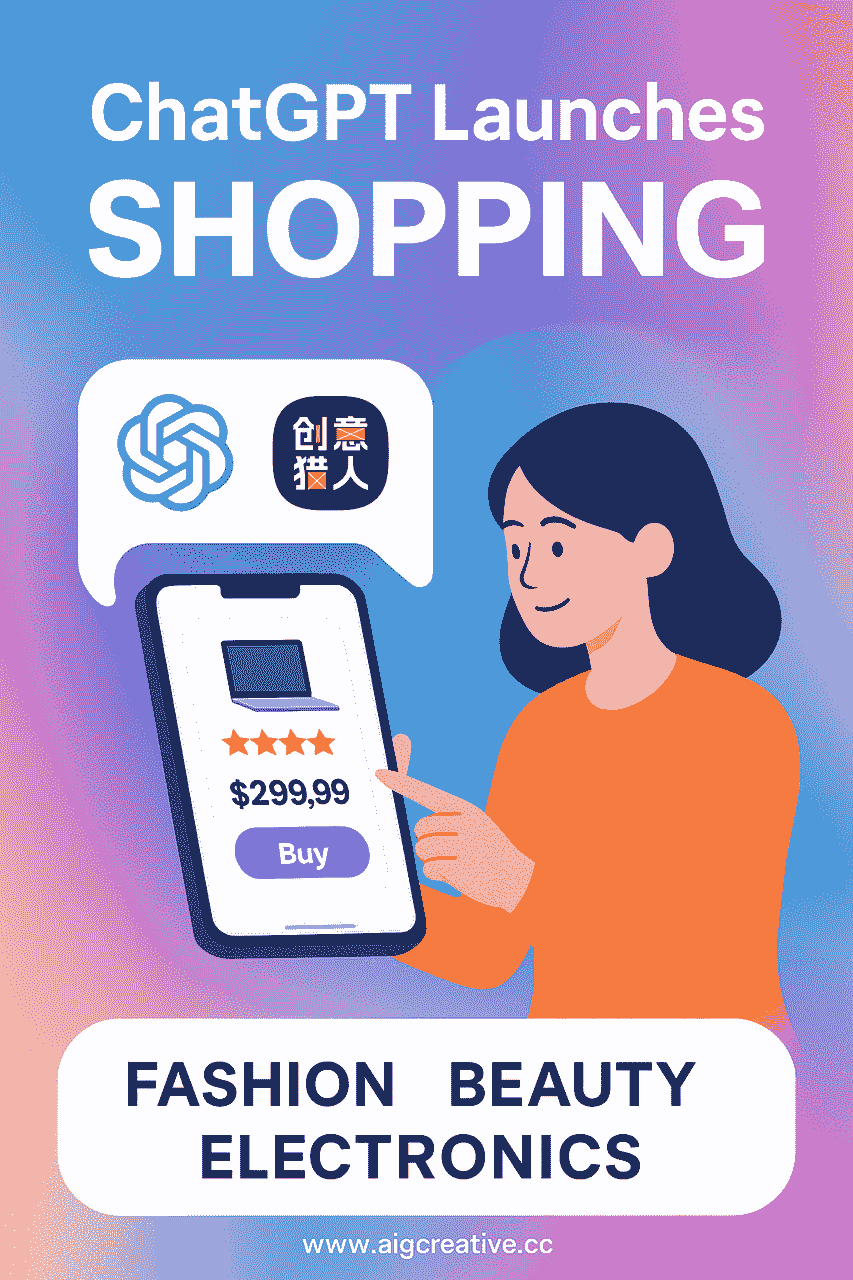 ChatGPT Launches
SHOPPING
创意
猎人
$299,99
Buy
FASHION BEAUTY
ELECTRONICS
www.aigcreative.cc